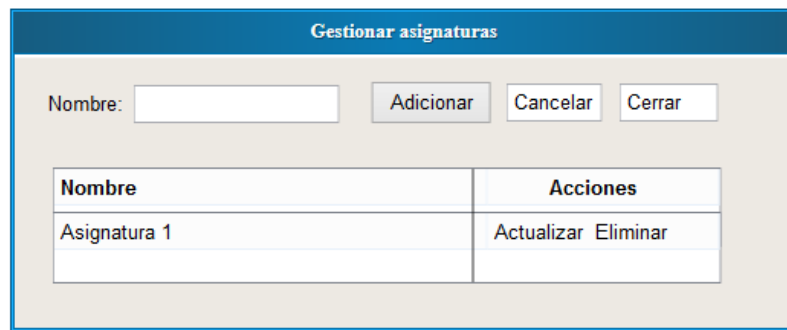 Gestionar asignaturas
Nombre: Adicionar Cancelar Cerrar
Nombre Acciones
Asignatura 1 Actualizar Eliminar